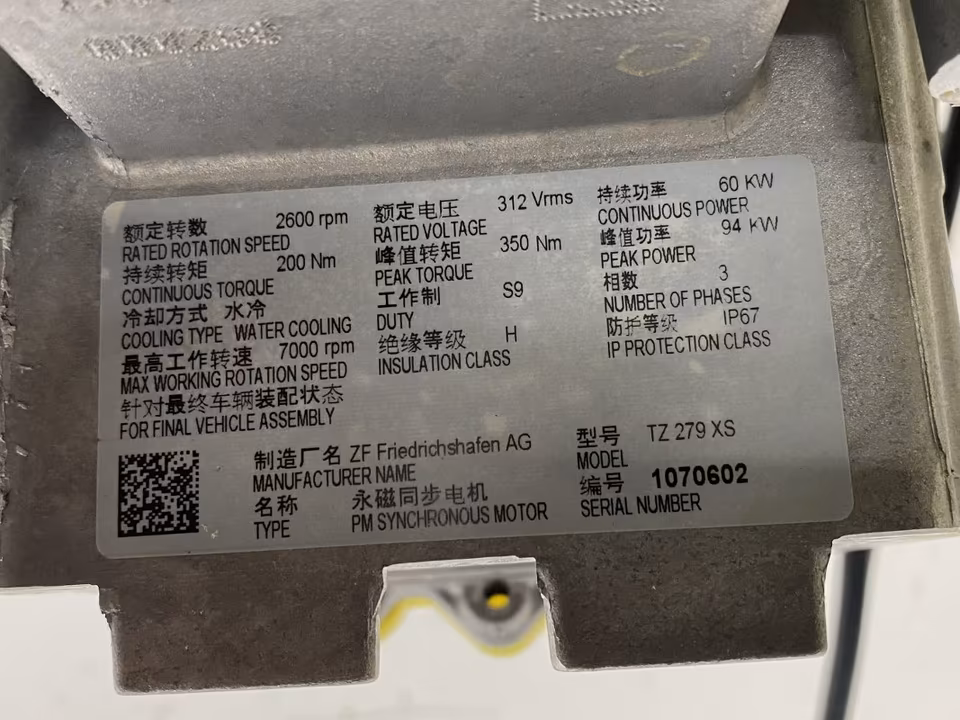 额定转数 2600 rpm
RATED ROTATION SPEED
持续转矩 200 Nm
CONTINUOUS TORQUE
冷却方式 水冷
COOLING TYPE WATER COOLING
最高工作转速 7000 rpm
MAX WORKING ROTATION SPEED
针对最终车辆装配状态
FOR FINAL VEHICLE ASSEMBLY
额定电压 312 Vrms
RATED VOLTAGE
峰值转矩 350 Nm
PEAK TORQUE
工作制 S9
DUTY
绝缘等级 H
INSULATION CLASS
持续功率 60 KW
CONTINUOUS POWER
峰值功率 94 KW
PEAK POWER
相数 3
NUMBER OF PHASES
防护等级 IP67
IP PROTECTION CLASS
制造厂名 ZF Friedrichshafen AG
MANUFACTURER NAME
名称 永磁同步电机
TYPE PM SYNCHRONOUS MOTOR
型号 TZ 279 XS
MODEL
编号 1070602
SERIAL NUMBER